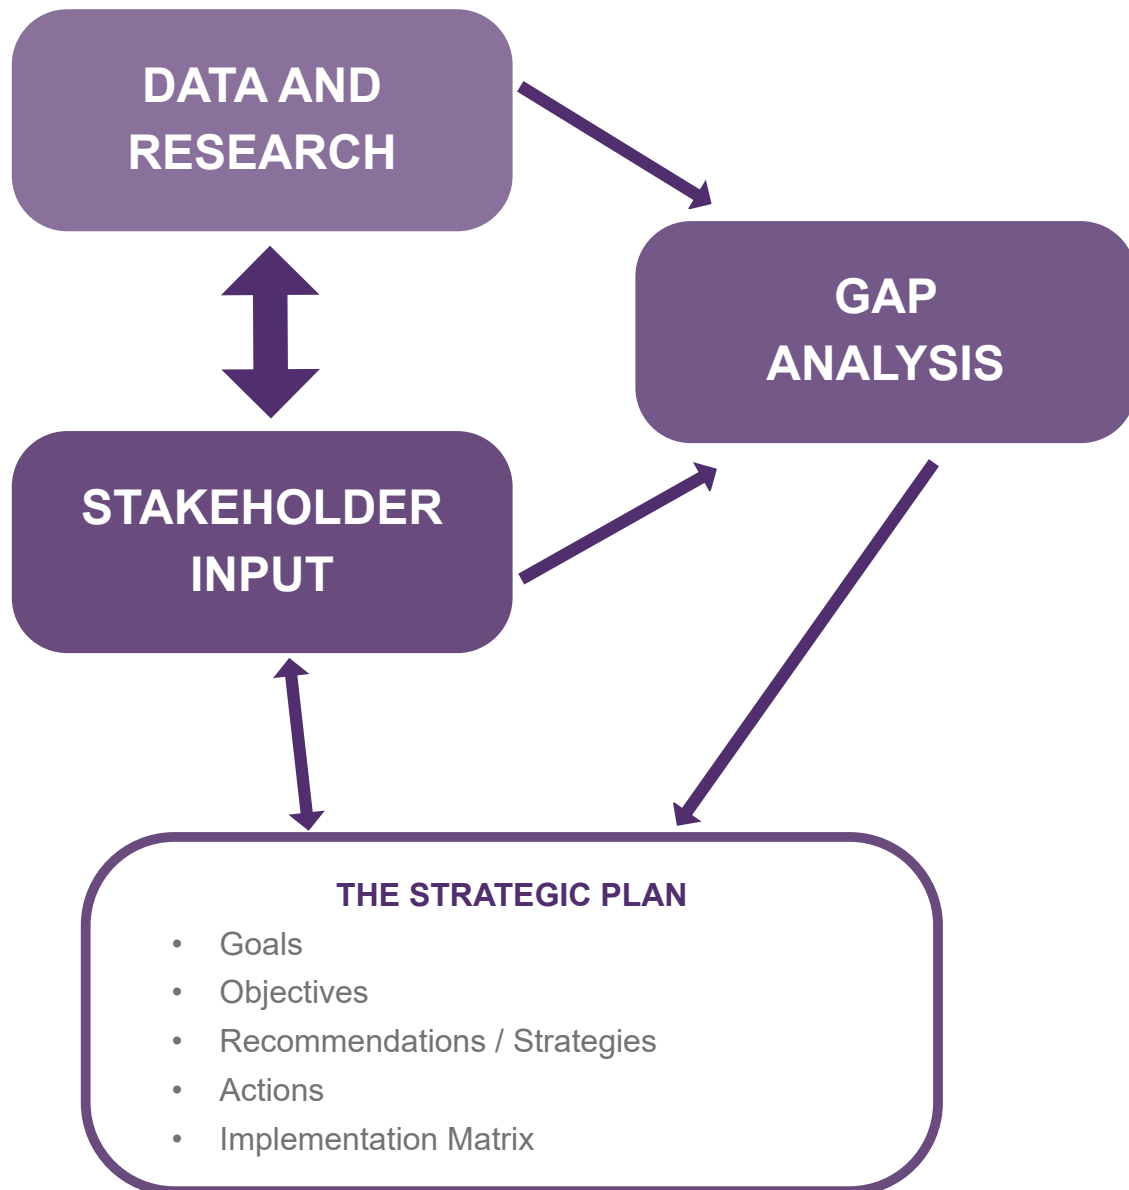 DATA AND
RESEARCH
GAP
ANALYSIS
STAKEHOLDER
INPUT
THE STRATEGIC PLAN
• Goals
• Objectives
• Recommendations / Strategies
• Actions
• Implementation Matrix